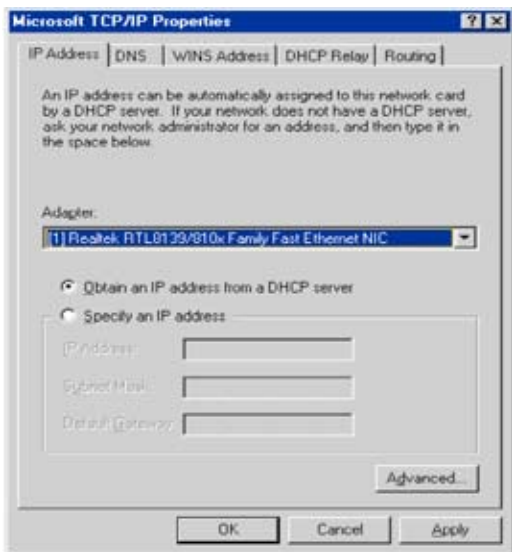 Microsoft TCP/IP Properties
IP Address DNS WINS Address DHCP Relay Routing
An IP address can be automatically assigned to this network card
by a DHCP server. If your network does not have a DHCP server,
ask your network administrator for an address, and then type it in
the space below.
Adapter:
[1] Realtek RTL8139/810x Family Fast Ethernet NIC
Obtain an IP address from a DHCP server
Specify an IP address
IP Address:
Subnet Mask:
Default Gateway:
Advanced...
OK Cancel Apply